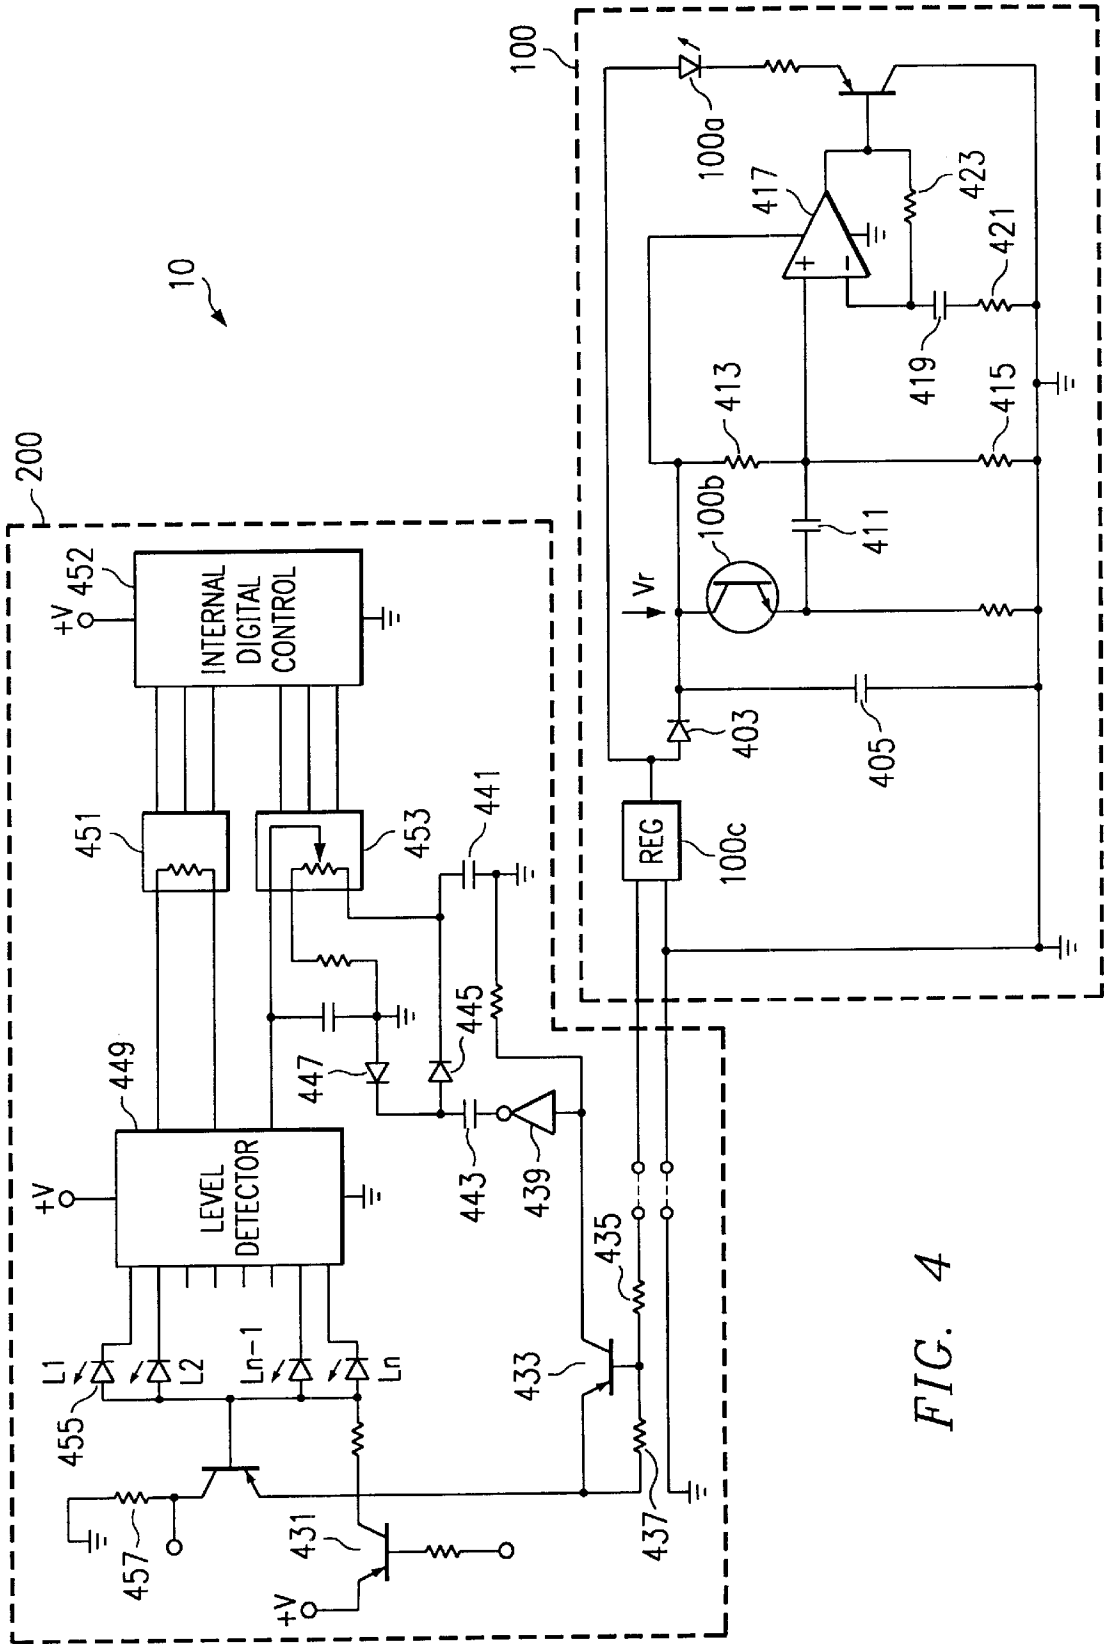 10
200
+V
452
INTERNAL
DIGITAL
CONTROL
451
453
441
449
+V
LEVEL
DETECTOR
447
445
443
439
L1
L2
Ln-1
Ln
455
457
431
+V
433
435
437
100
100a
417
423
421
419
413
415
100b
411
Vr
403
405
REG
100c
+
−
FIG. 4